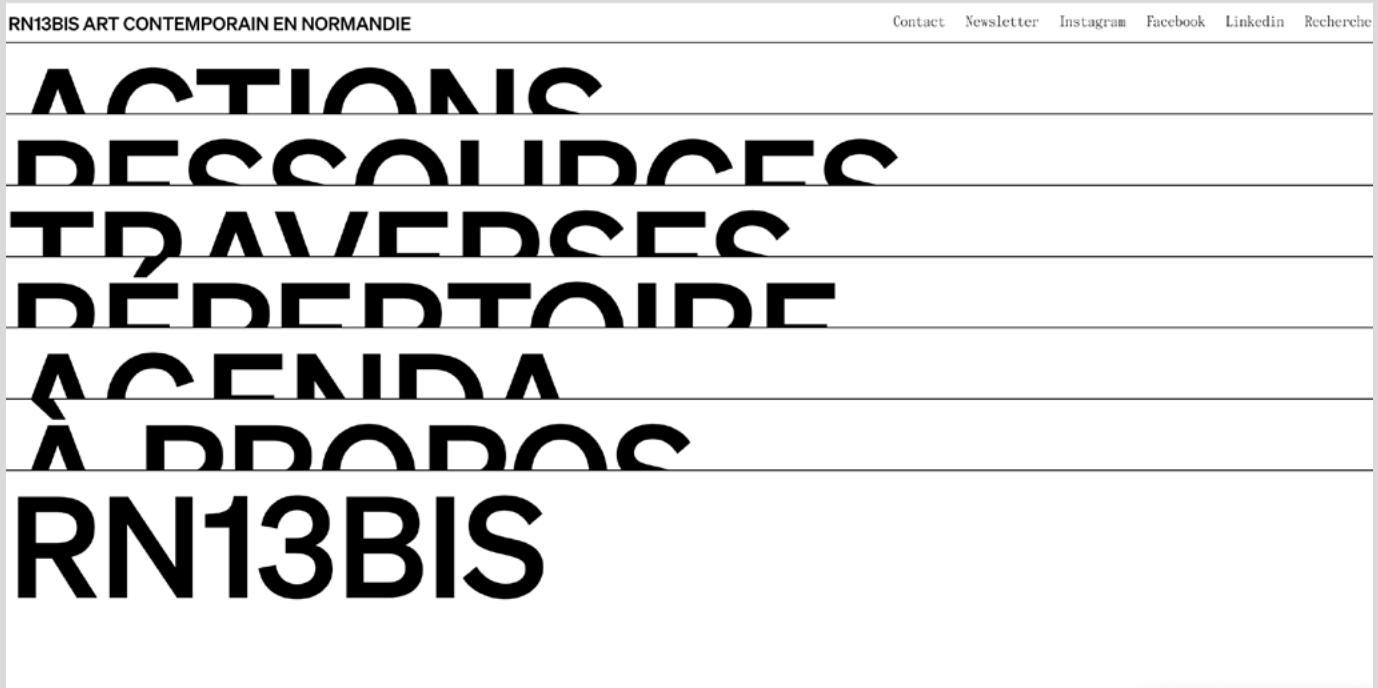 RN13BIS ART CONTEMPORAIN EN NORMANDIE
Contact Newsletter Instagram Facebook Linkedin Recherche
ACTIONS
RESSOURCES
TRAVERSES
RÉPERTOIRE
AGENDA
À PROPOS
RN13BIS